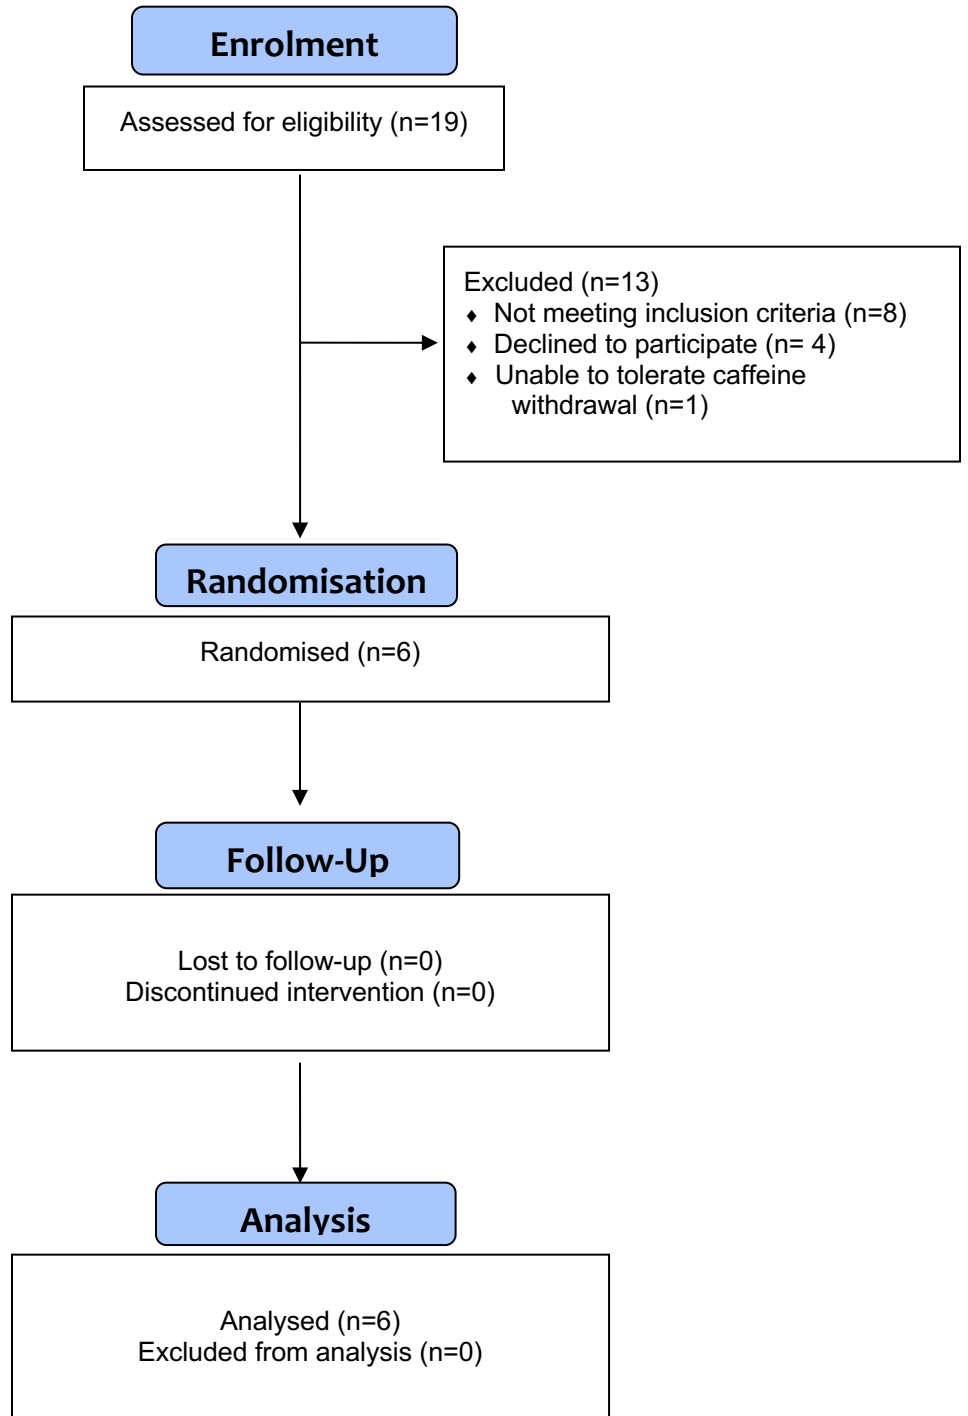 Enrolment
Assessed for eligibility (n=19)
Excluded (n=13)
♦ Not meeting inclusion criteria (n=8)
♦ Declined to participate (n= 4)
♦ Unable to tolerate caffeine
withdrawal (n=1)
Randomisation
Randomised (n=6)
Follow-Up
Lost to follow-up (n=0)
Discontinued intervention (n=0)
Analysis
Analysed (n=6)
Excluded from analysis (n=0)